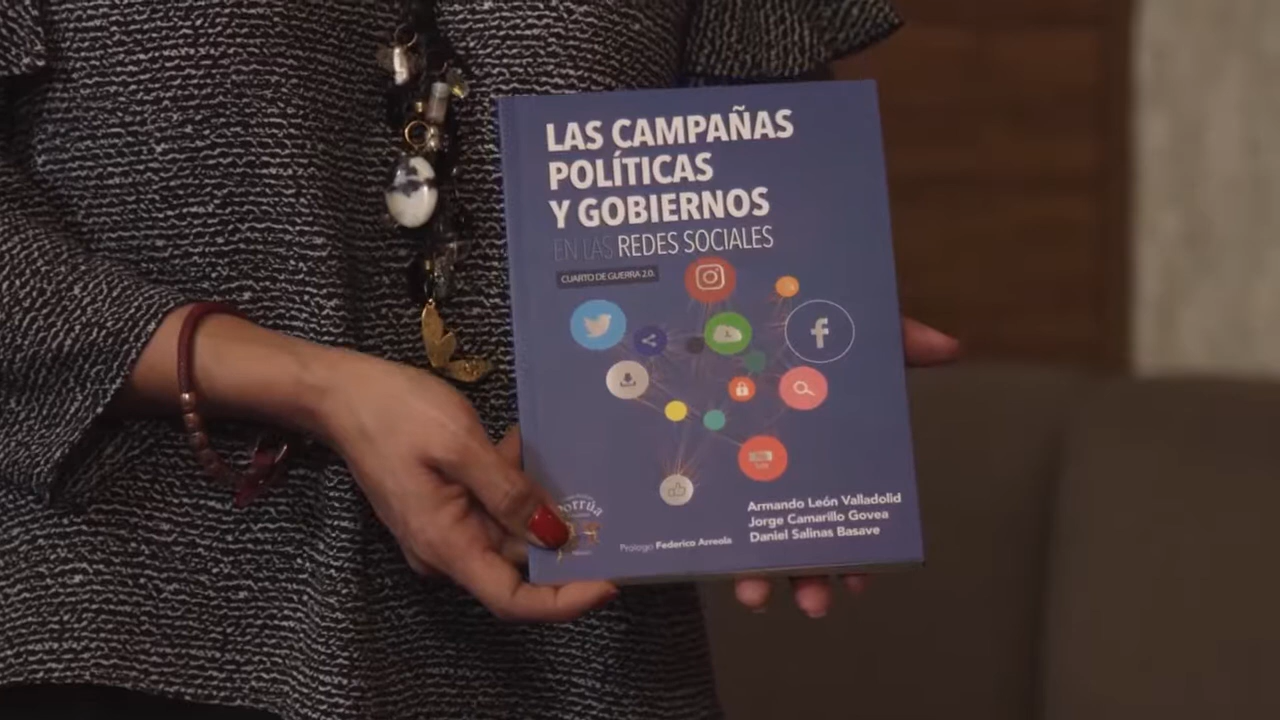 LAS CAMPAÑAS
POLÍTICAS
Y GOBIERNOS
EN LAS REDES SOCIALES
CUARTO DE GUERRA 2.0.
Armando León Valladolid
Jorge Camarillo Govea
Daniel Salinas Basave
Prólogo Federico Arreola